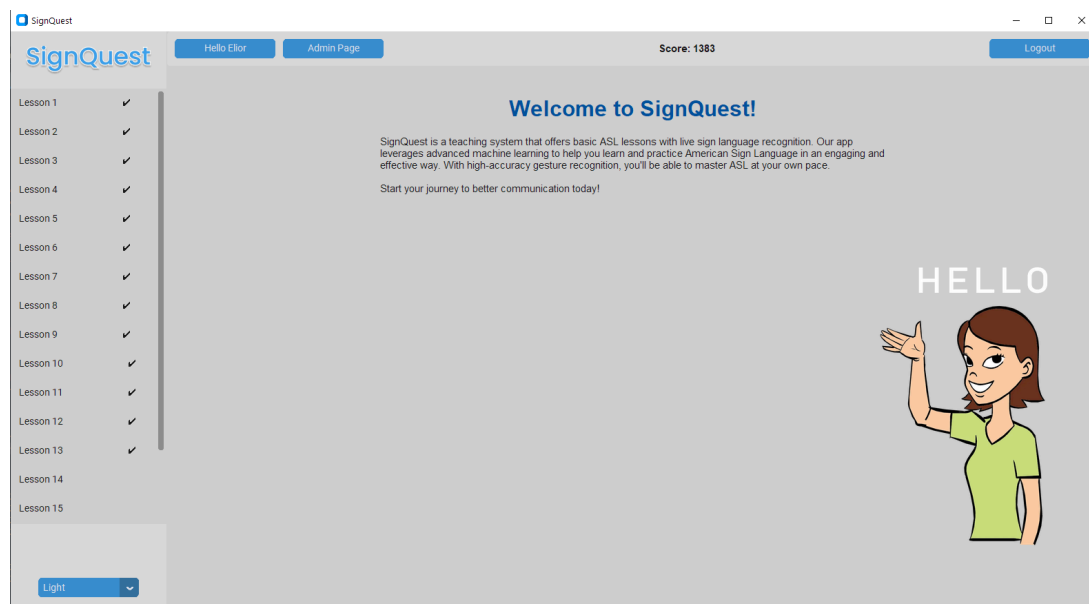 SignQuest
SignQuest
Hello Elior
Admin Page
Score: 1383
Logout
Lesson 1 ✔
Lesson 2 ✔
Lesson 3 ✔
Lesson 4 ✔
Lesson 5 ✔
Lesson 6 ✔
Lesson 7 ✔
Lesson 8 ✔
Lesson 9 ✔
Lesson 10 ✔
Lesson 11 ✔
Lesson 12 ✔
Lesson 13 ✔
Lesson 14
Lesson 15
Light
Welcome to SignQuest!
SignQuest is a teaching system that offers basic ASL lessons with live sign language recognition. Our app
leverages advanced machine learning to help you learn and practice American Sign Language in an engaging and
effective way. With high-accuracy gesture recognition, you'll be able to master ASL at your own pace.
Start your journey to better communication today!
HELLO